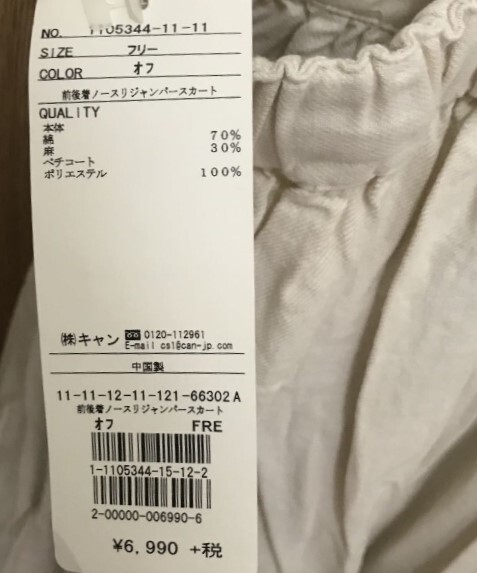 NO. 1105344-11-11
SIZE フリー
COLOR オフ
前後着ノースリジャンパースカート
QUALITY
本体
綿 70%
麻 30%
ペチコート
ポリエステル 100%
㈱キャン 0120-112961
E-mail cs1@can-jp.com
中国製
11-11-12-11-121-66302A
前後着ノースリジャンパースカート
オフ FRE
1-1105344-15-12-2
2-00000-006990-6
¥6,990 +税